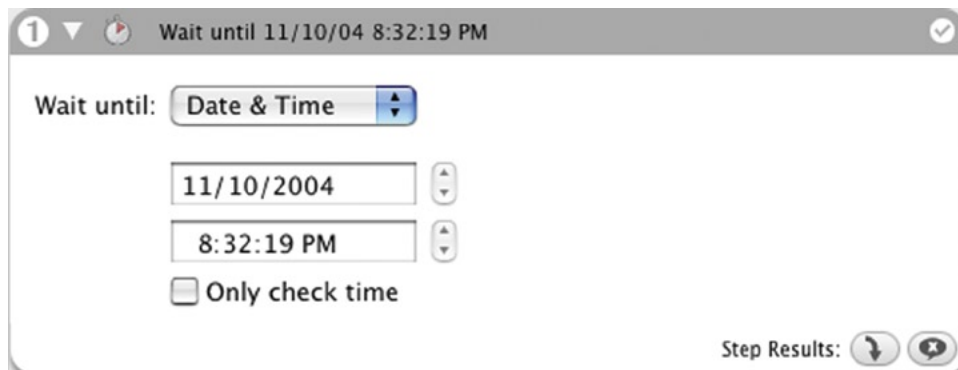 1 Wait until 11/10/04 8:32:19 PM
Wait until: Date & Time
11/10/2004
8:32:19 PM
Only check time
Step Results: